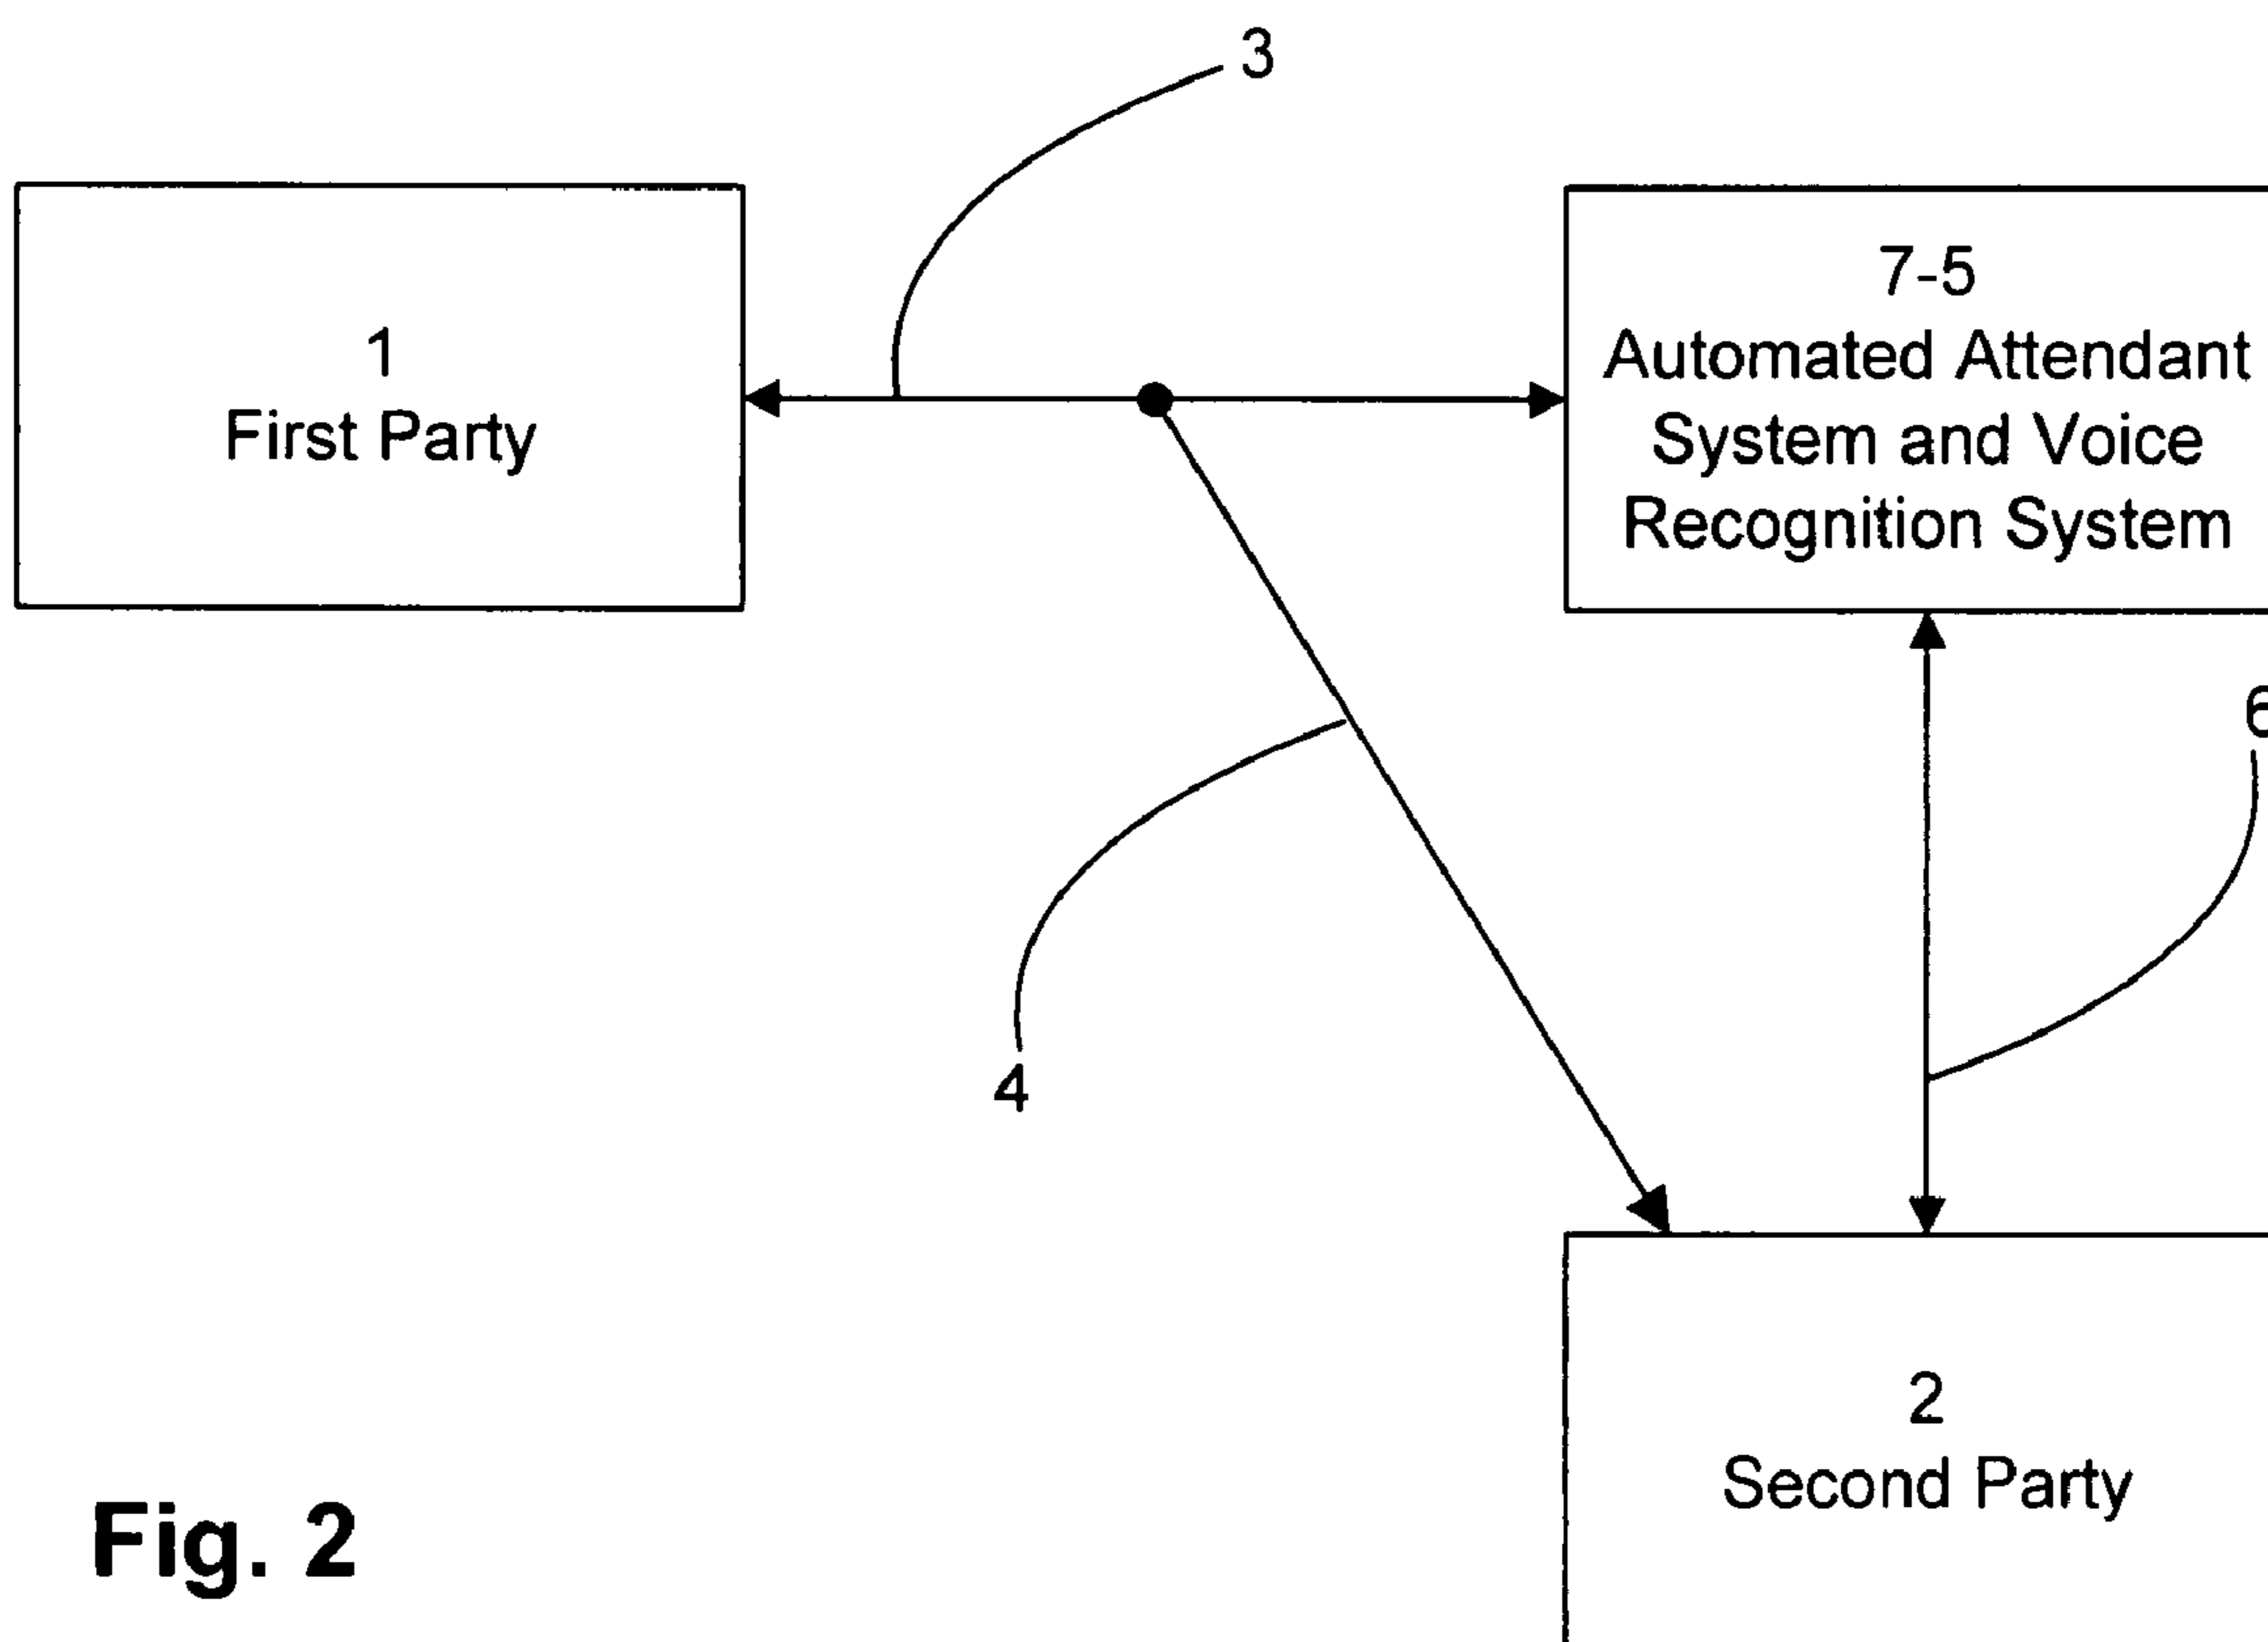 3
1
First Party
7-5
Automated Attendant
System and Voice
Recognition System
6
4
2
Second Party
Fig. 2